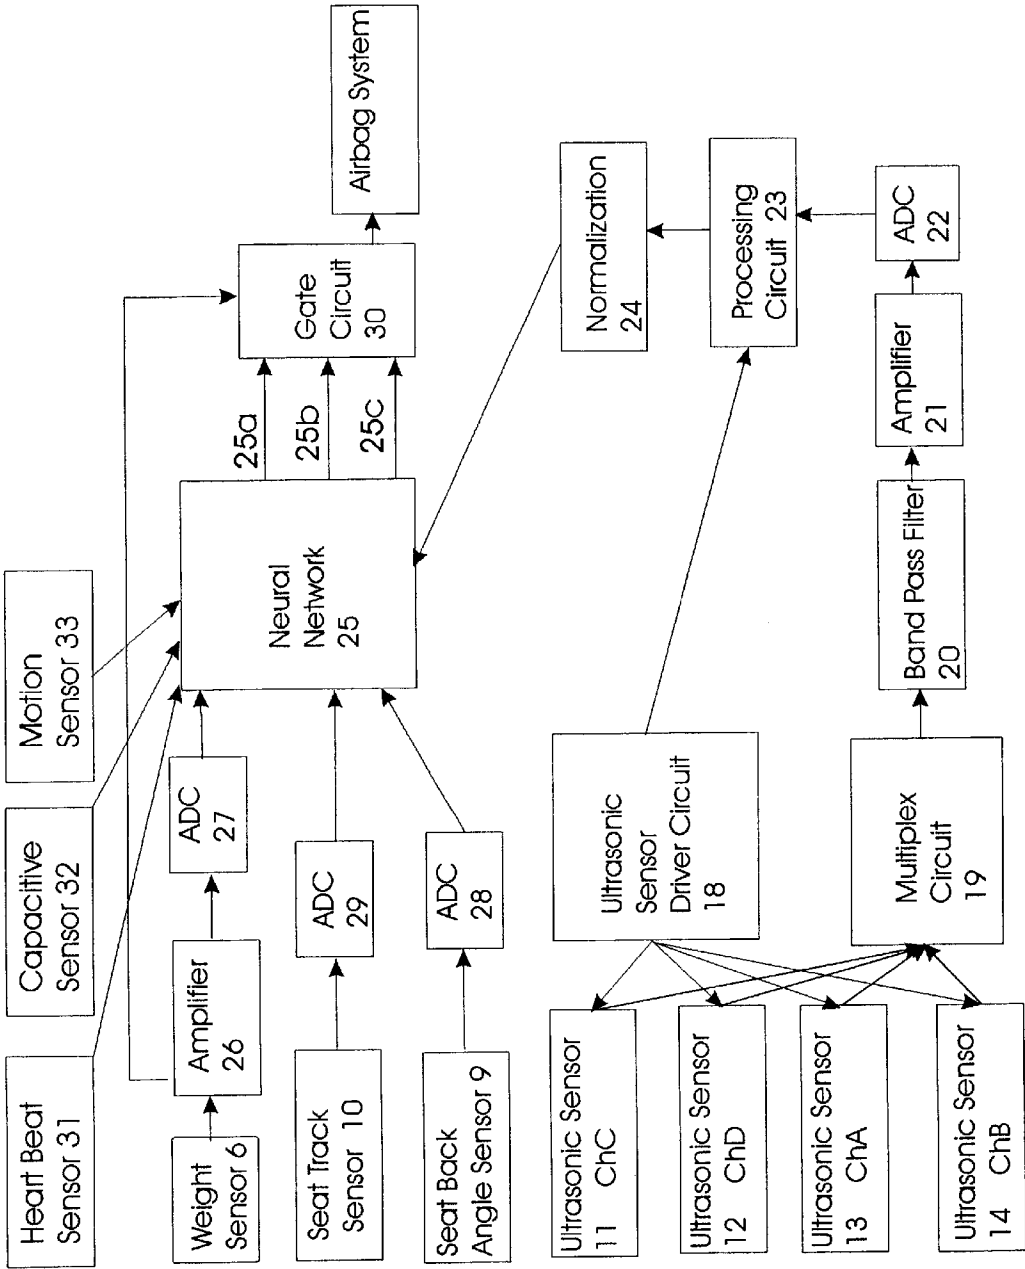 Heart Beat
Sensor 31
Capacitive
Sensor 32
Motion
Sensor 33
Weight
Sensor 6
Amplifier
26
ADC
27
Seat Track
Sensor 10
ADC
29
Seat Back
Angle Sensor 9
ADC
28
Neural
Network
25
25a
25b
25c
Gate
Circuit
30
Airbag System
Ultrasonic Sensor
11 ChC
Ultrasonic Sensor
12 ChD
Ultrasonic Sensor
13 ChA
Ultrasonic Sensor
14 ChB
Ultrasonic
Sensor
Driver Circuit
18
Multiplex
Circuit
19
Band Pass Filter
20
Amplifier
21
ADC
22
Processing
Circuit 23
Normalization
24